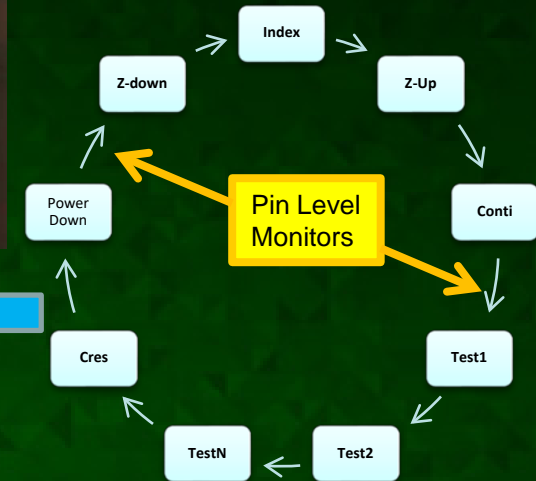 Index
Z-down
Z-Up
Power
Down
Pin Level
Monitors
Conti
Cres
Test1
TestN
Test2